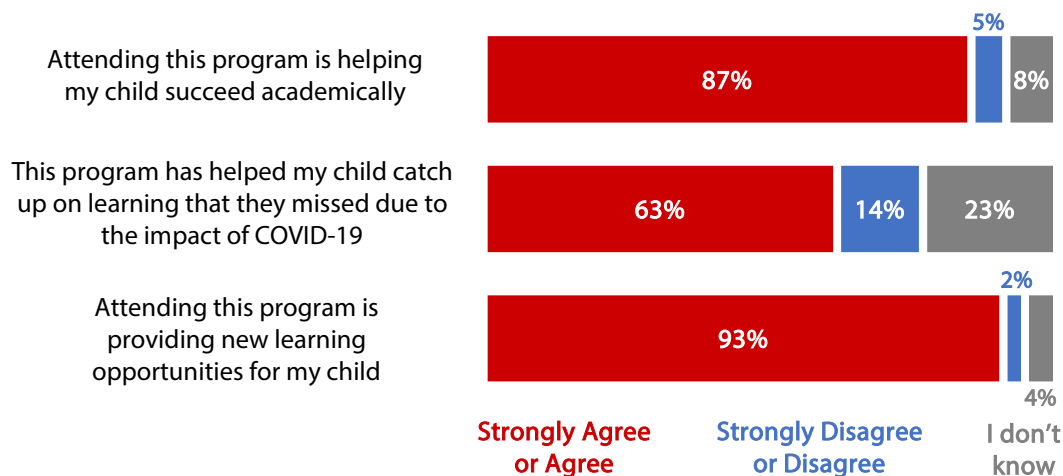 5%
Attending this program is helping
my child succeed academically
87%
8%
This program has helped my child catch
up on learning that they missed due to
the impact of COVID-19
63%
14%
23%
2%
Attending this program is
providing new learning
opportunities for my child
93%
4%
Strongly Agree
or Agree
Strongly Disagree
or Disagree
I don't
know